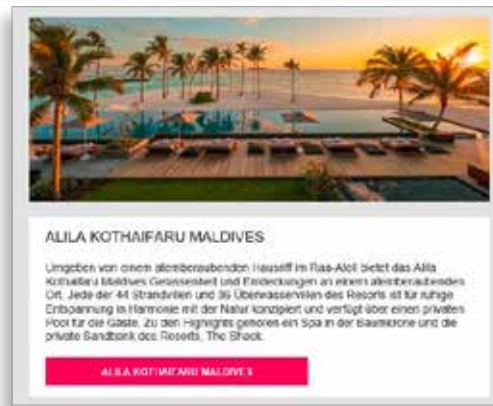 ALILA KOTHAIFARU MALDIVES
Umgeben von einem atemberaubenden Hausriff im Raa-Atoll bietet das Alila
Kothaifaru Maldives Gelassenheit und Entdeckungen an einem atemberaubenden
Ort. Jede der 44 Strandvillen und 36 Überwasservillen des Resorts ist für ruhige
Entspannung in Harmonie mit der Natur konzipiert und verfügt über einen privaten
Pool für die Gäste. Zu den Highlights gehören ein Spa in der Baumkrone und die
private Sandbank des Resorts, The Shack.
ALILA KOTHAIFARU MALDIVES